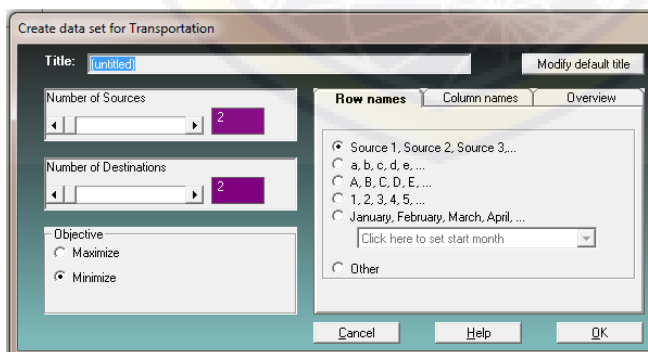 Create data set for Transportation
Title: (untitled) Modify default title
Number of Sources
2
Number of Destinations
2
Objective
Maximize
Minimize
Row names Column names Overview
Source 1, Source 2, Source 3,...
a, b, c, d, e, ...
A, B, C, D, E, ...
1, 2, 3, 4, 5, ...
January, February, March, April, ...
Click here to set start month
Other
Cancel Help OK